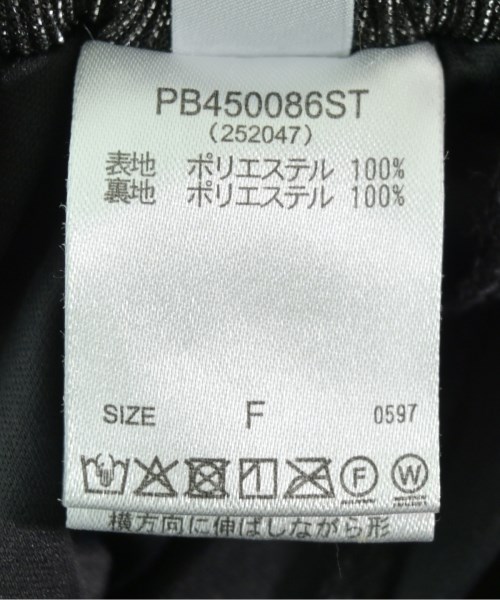 PB450086ST
(252047)
表地 ポリエステル 100%
裏地 ポリエステル 100%
SIZE F 0597
F W
横方向に伸ばしながら形